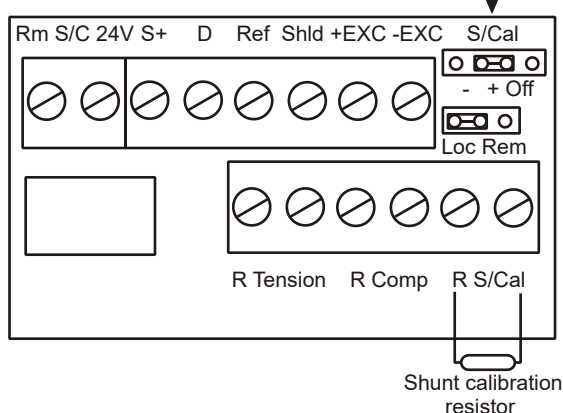 Rm S/C 24V S+ D Ref Shld +EXC -EXC S/Cal
- + Off
Loc Rem
R Tension R Comp R S/Cal
Shunt calibration
resistor